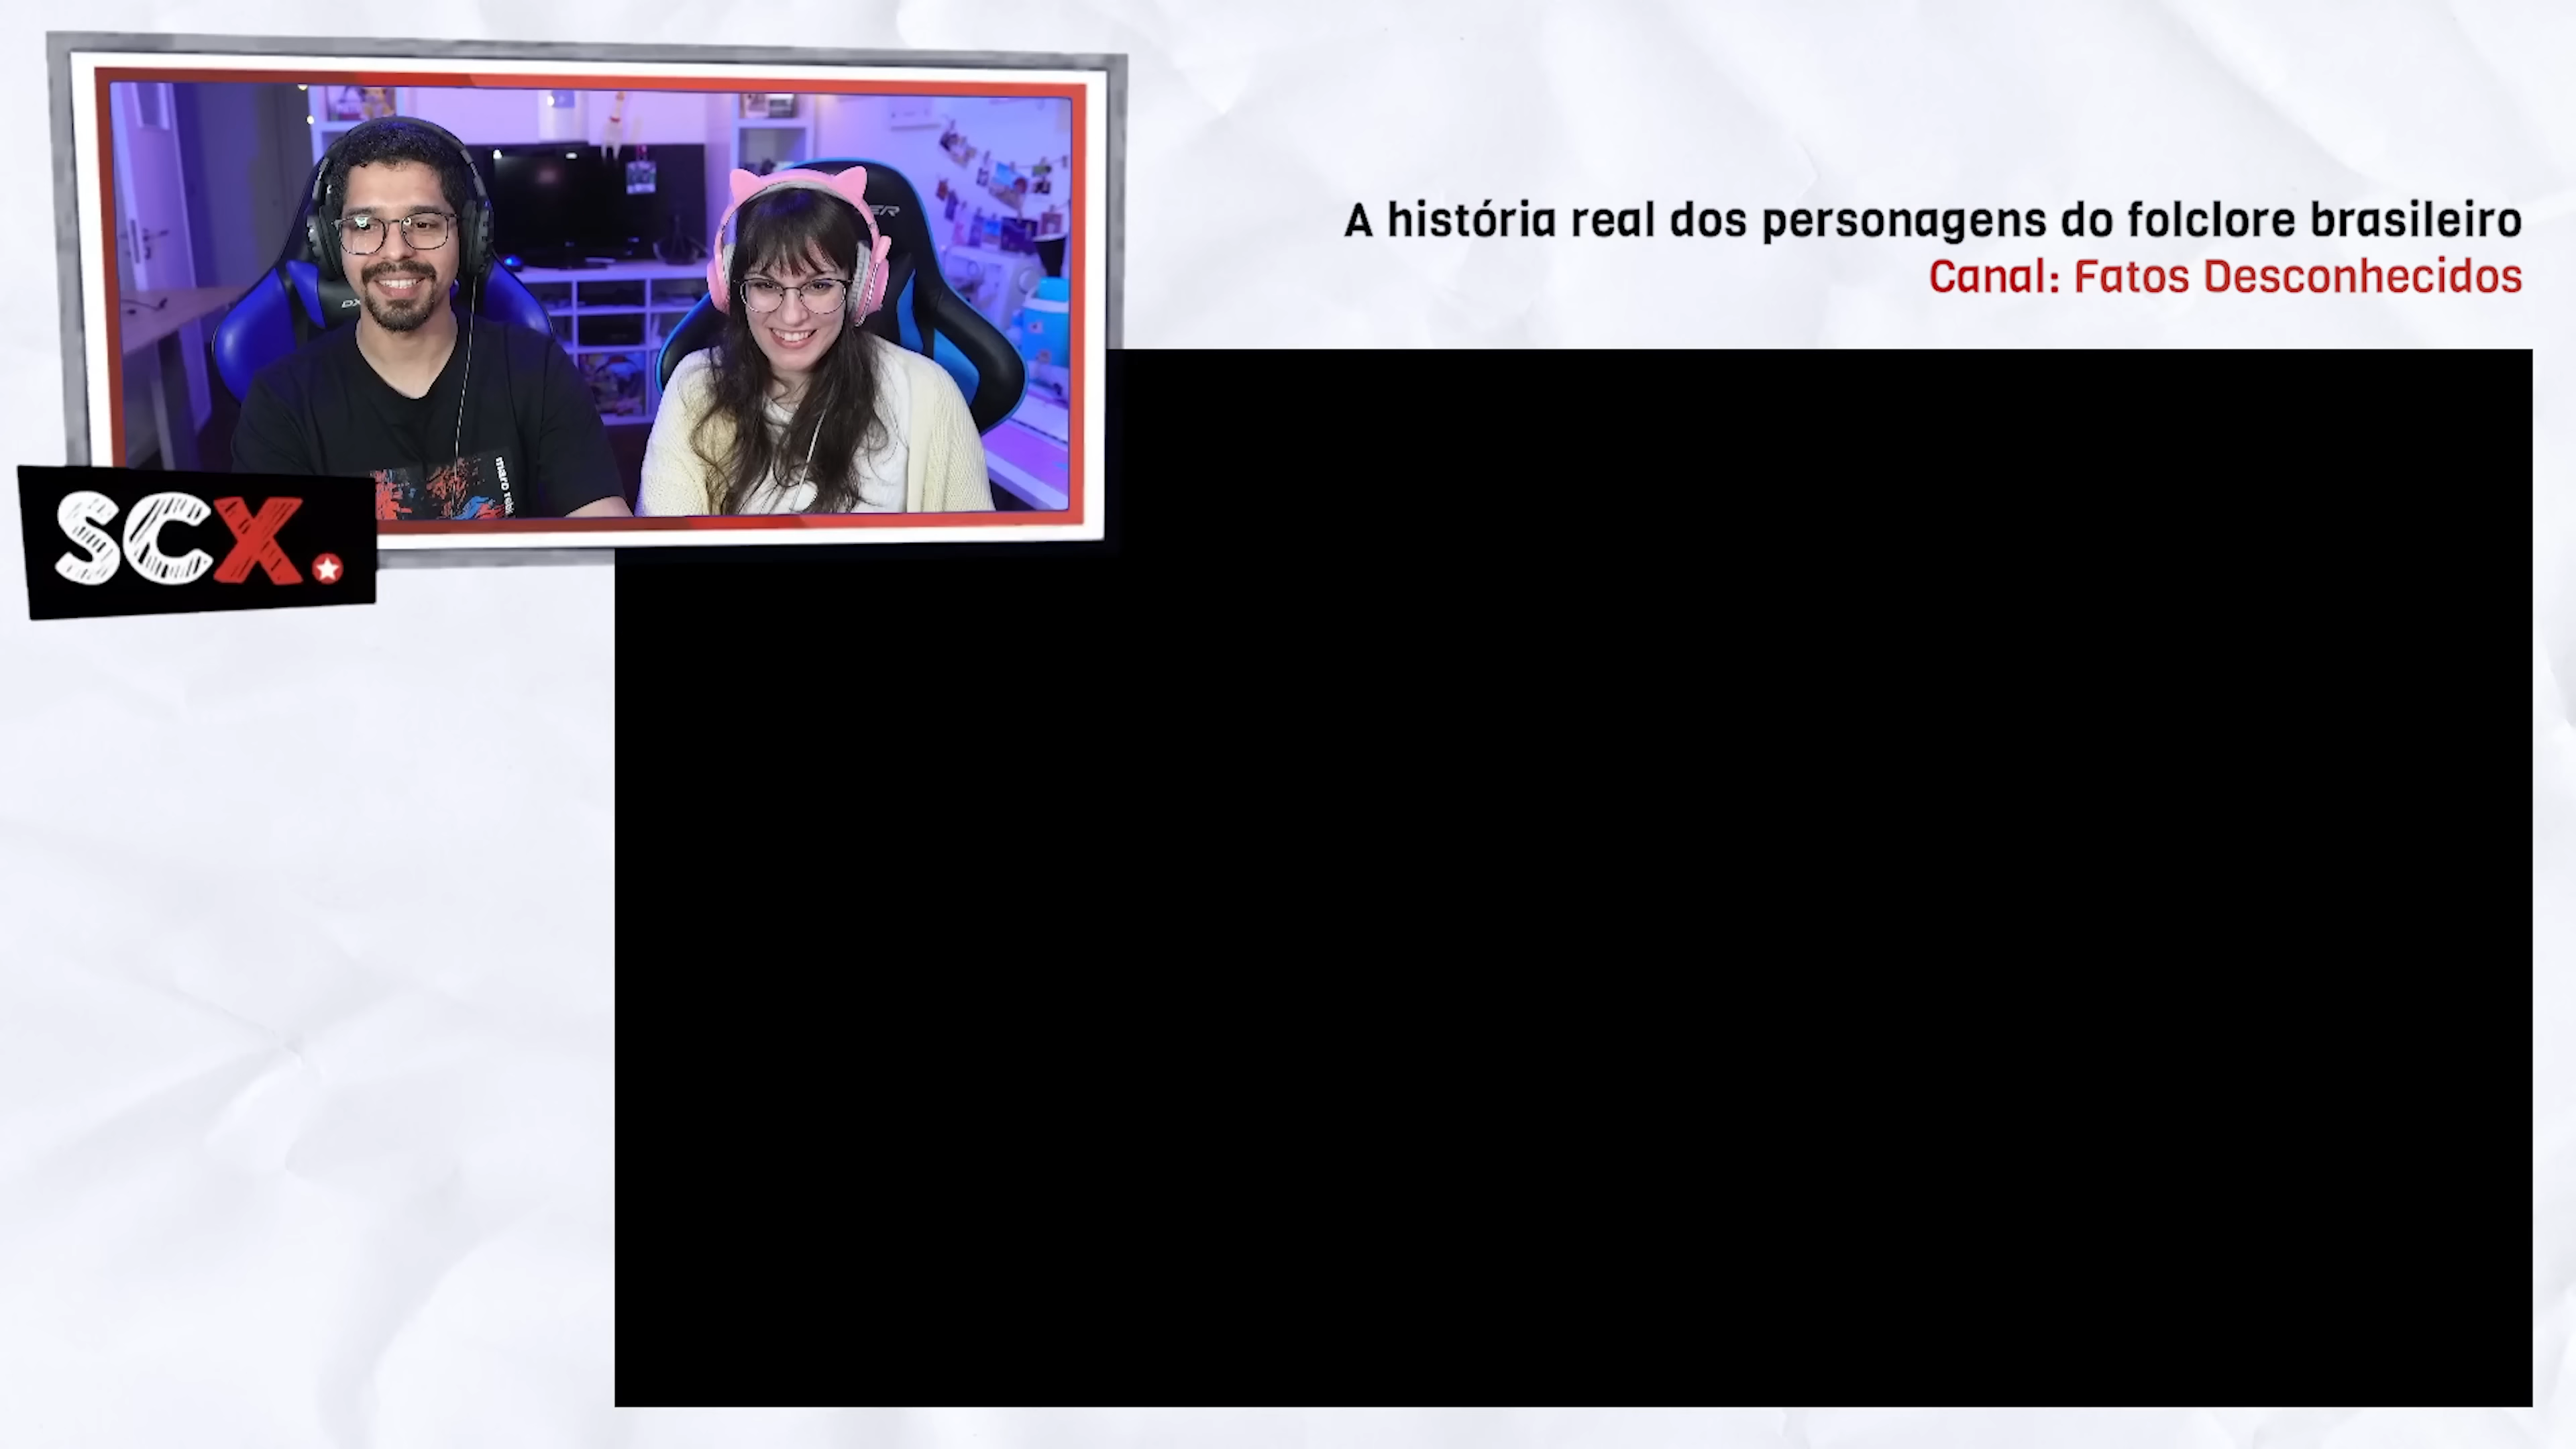 A história real dos personagens do folclore brasileiro
Canal: Fatos Desconhecidos
SCX.